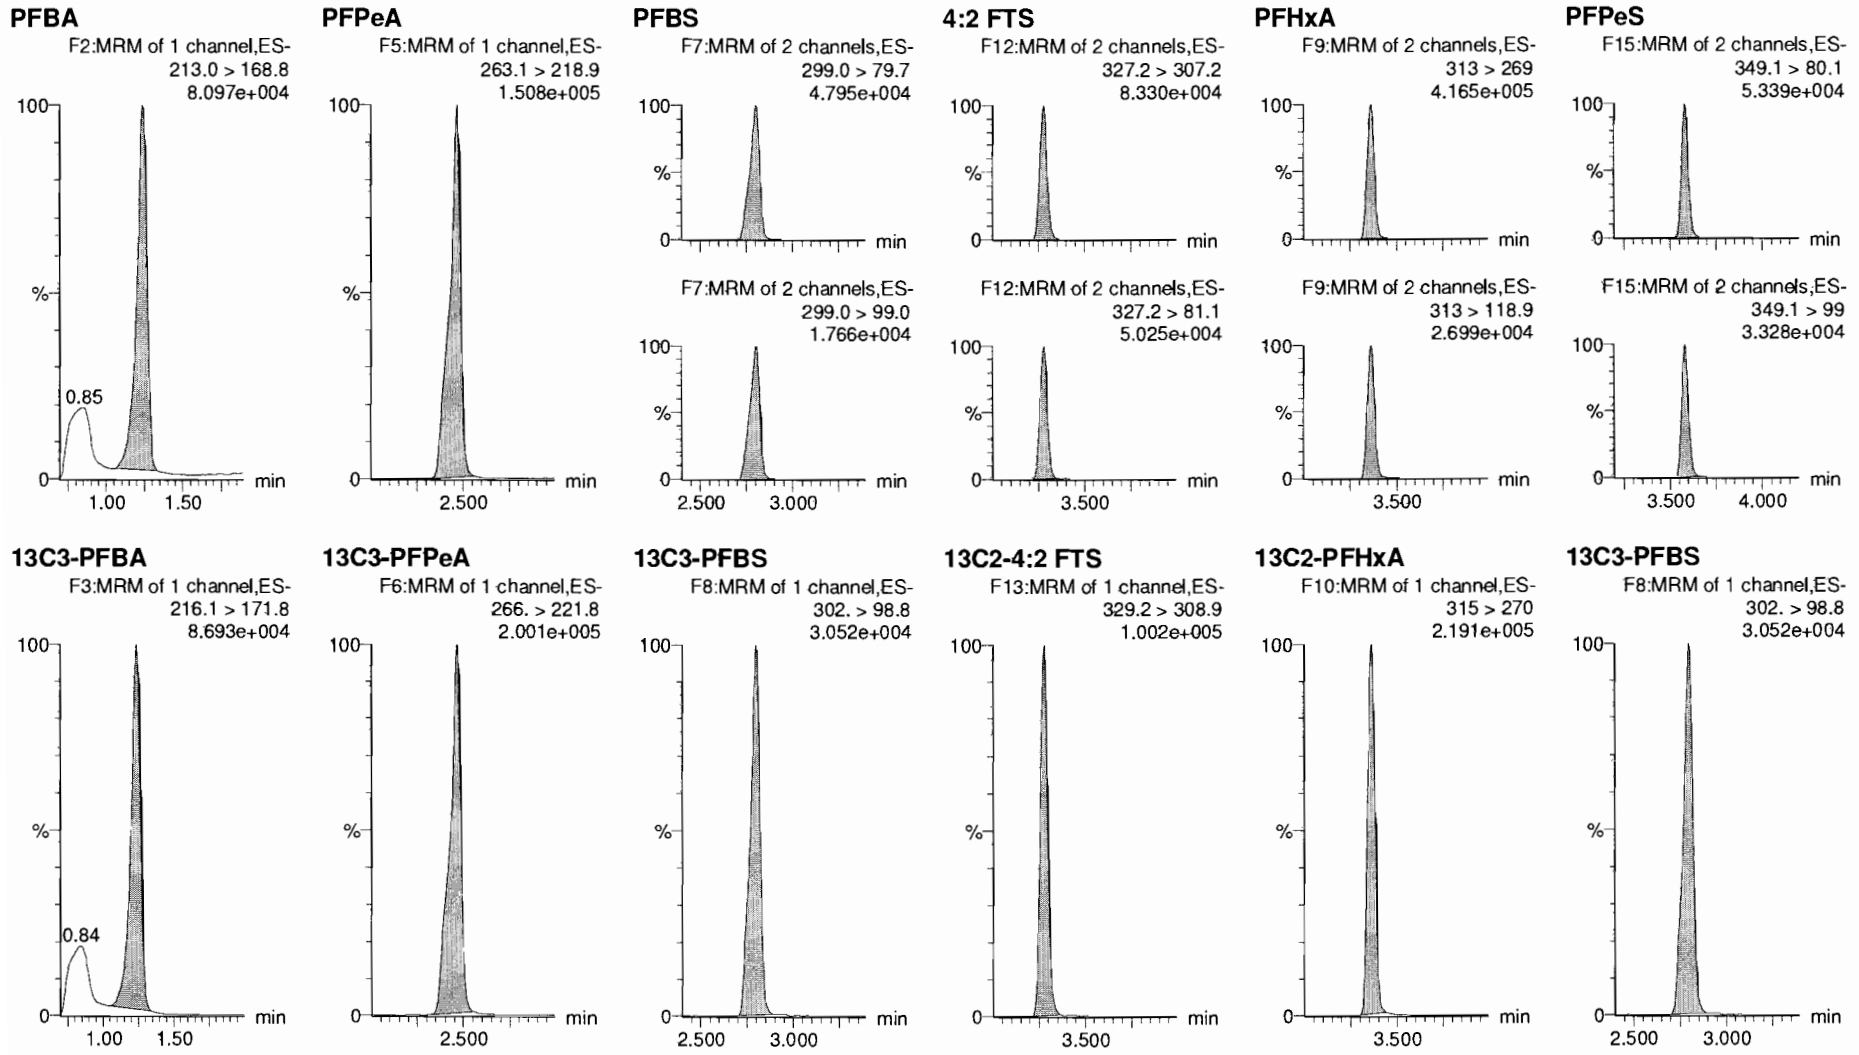 PFBA
F2:MRM of 1 channel,ES-
213.0 > 168.8
8.097e+004
100
%
0.85
0
min
1.00 1.50
PFPeA
F5:MRM of 1 channel,ES-
263.1 > 218.9
1.508e+005
100
%
0
min
2.500
PFBS
F7:MRM of 2 channels,ES-
299.0 > 79.7
4.795e+004
100
%
0
min
F7:MRM of 2 channels,ES-
299.0 > 99.0
1.766e+004
100
%
0
min
2.500 3.000
4:2 FTS
F12:MRM of 2 channels,ES-
327.2 > 307.2
8.330e+004
100
%
0
min
F12:MRM of 2 channels,ES-
327.2 > 81.1
5.025e+004
100
%
0
min
3.500
PFHxA
F9:MRM of 2 channels,ES-
313 > 269
4.165e+005
100
%
0
min
F9:MRM of 2 channels,ES-
313 > 118.9
2.699e+004
100
%
0
min
3.500
PFPeS
F15:MRM of 2 channels,ES-
349.1 > 80.1
5.339e+004
100
%
0
min
F15:MRM of 2 channels,ES-
349.1 > 99
3.328e+004
100
%
0
min
3.500 4.000
13C3-PFBA
F3:MRM of 1 channel,ES-
216.1 > 171.8
8.693e+004
100
%
0.84
0
min
1.00 1.50
13C3-PFPeA
F6:MRM of 1 channel,ES-
266. > 221.8
2.001e+005
100
%
0
min
2.500
13C3-PFBS
F8:MRM of 1 channel,ES-
302. > 98.8
3.052e+004
100
%
0
min
2.500 3.000
13C2-4:2 FTS
F13:MRM of 1 channel,ES-
329.2 > 308.9
1.002e+005
100
%
0
min
3.500
13C2-PFHxA
F10:MRM of 1 channel,ES-
315 > 270
2.191e+005
100
%
0
min
3.500
13C3-PFBS
F8:MRM of 1 channel,ES-
302. > 98.8
3.052e+004
100
%
0
min
2.500 3.000